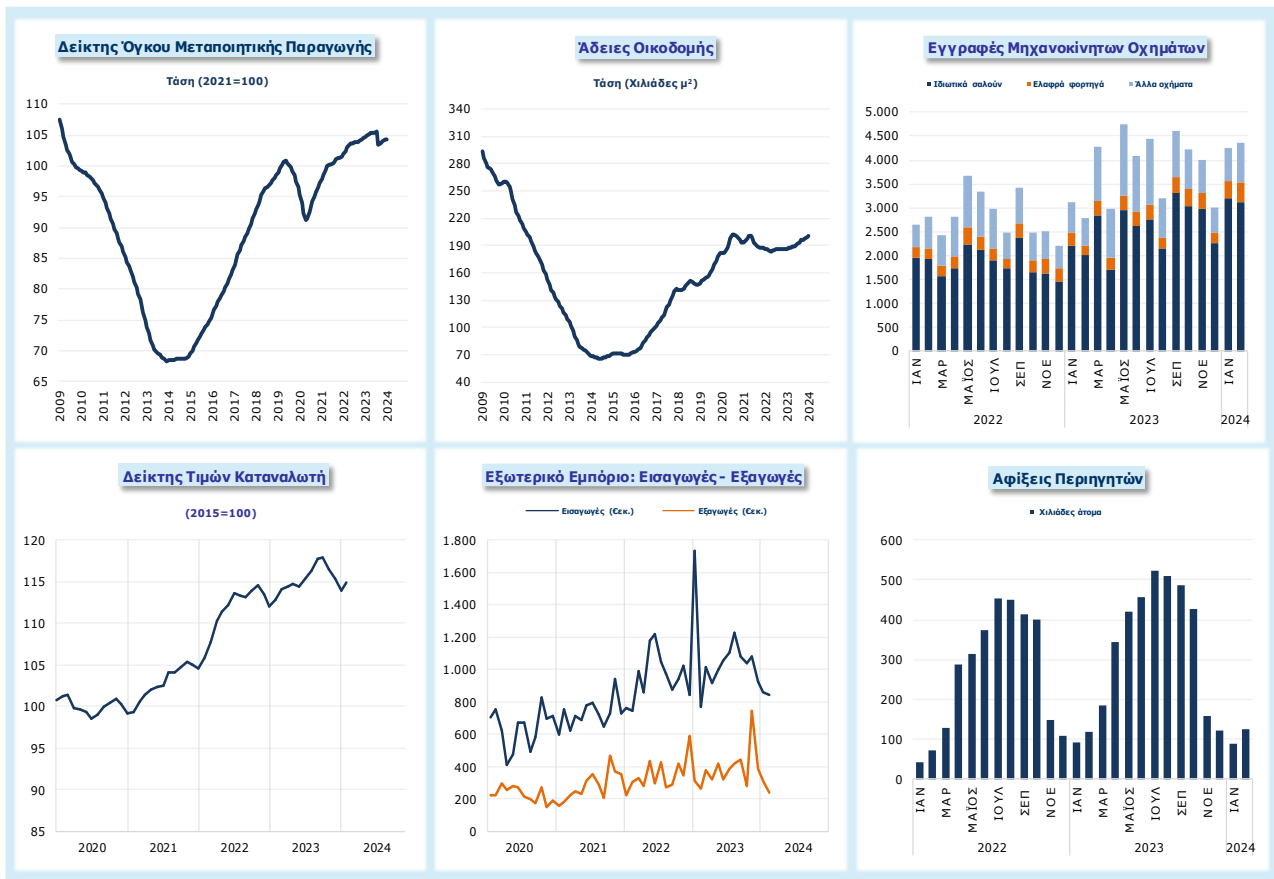 Δείκτης Όγκου Μεταποιητικής Παραγωγής
Τάση (2021=100)
110
105
100
95
90
85
80
75
70
65
2009
2010
2011
2012
2013
2014
2015
2016
2017
2018
2019
2020
2021
2022
2023
2024
Άδειες Οικοδομής
Τάση (Χιλιάδες μ²)
340
310
280
250
220
190
160
130
100
70
40
2009
2010
2011
2012
2013
2014
2015
2016
2017
2018
2019
2020
2021
2022
2023
2024
Εγγραφές Μηχανοκίνητων Οχημάτων
Ιδιωτικά σαλούν Ελαφρά φορτηγά Άλλα οχήματα
5.000
4.500
4.000
3.500
3.000
2.500
2.000
1.500
1.000
500
0
ΙΑΝ
ΜΑΡ
ΜΑΪΟΣ
ΙΟΥΛ
ΣΕΠ
ΝΟΕ
ΙΑΝ
ΜΑΡ
ΜΑΪΟΣ
ΙΟΥΛ
ΣΕΠ
ΝΟΕ
ΙΑΝ
2022 2023 2024
Δείκτης Τιμών Καταναλωτή
(2015=100)
120
115
110
105
100
95
90
85
2020 2021 2022 2023 2024
Εξωτερικό Εμπόριο: Εισαγωγές - Εξαγωγές
Εισαγωγές (€εκ.) Εξαγωγές (€εκ.)
1.800
1.600
1.400
1.200
1.000
800
600
400
200
0
2020 2021 2022 2023 2024
Αφίξεις Περιηγητών
Χιλιάδες άτομα
600
500
400
300
200
100
0
ΙΑΝ
ΜΑΡ
ΜΑΪΟΣ
ΙΟΥΛ
ΣΕΠ
ΝΟΕ
ΙΑΝ
ΜΑΡ
ΜΑΪΟΣ
ΙΟΥΛ
ΣΕΠ
ΝΟΕ
ΙΑΝ
2022 2023 2024